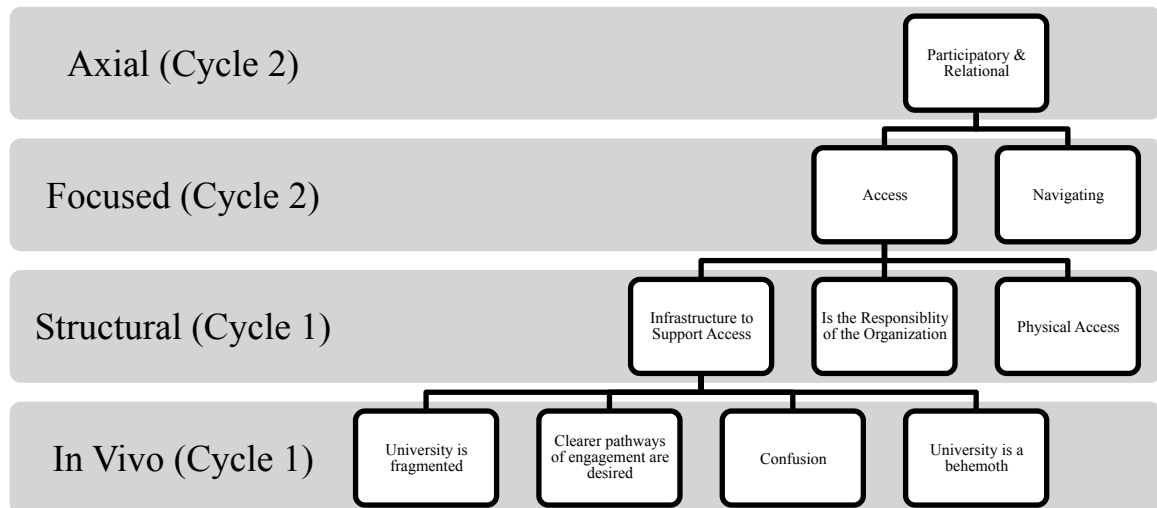 Axial (Cycle 2)
Participatory &
Relational
Focused (Cycle 2)
Access
Navigating
Structural (Cycle 1)
Infrastructure to
Support Access
Is the Responsiblity
of the Organization
Physical Access
In Vivo (Cycle 1)
University is
fragmented
Clearer pathways
of engagement are
desired
Confusion
University is a
behemoth